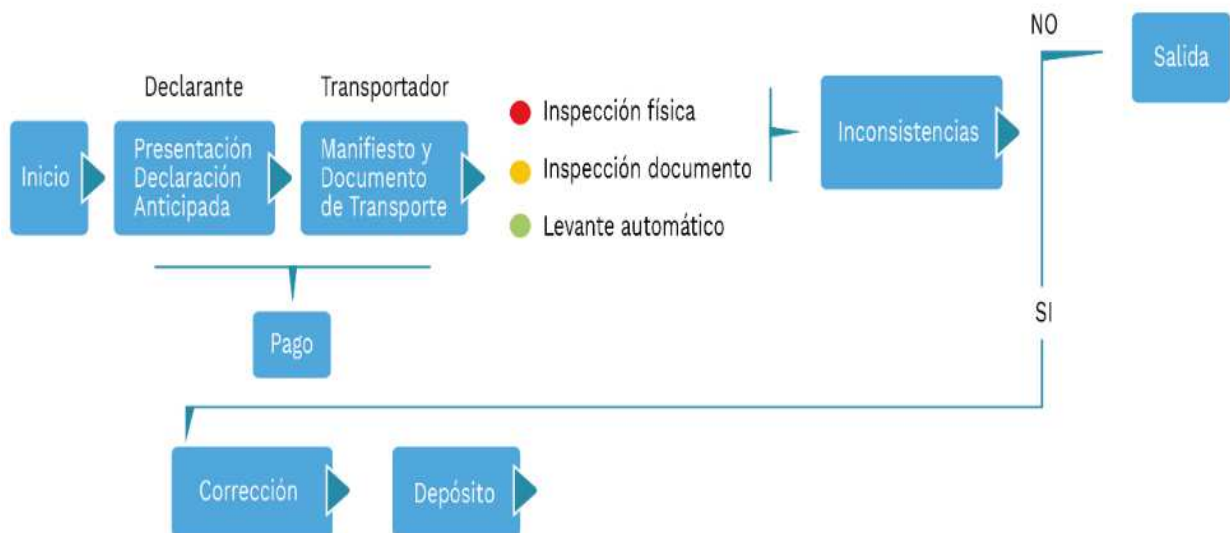 NO
Salida
Declarante
Transportador
Inicio
Presentación
Declaración
Anticipada
Manifiesto y
Documento
de Transporte
Inspección física
Inspección documento
Levante automático
Inconsistencias
SI
Pago
Corrección
Depósito